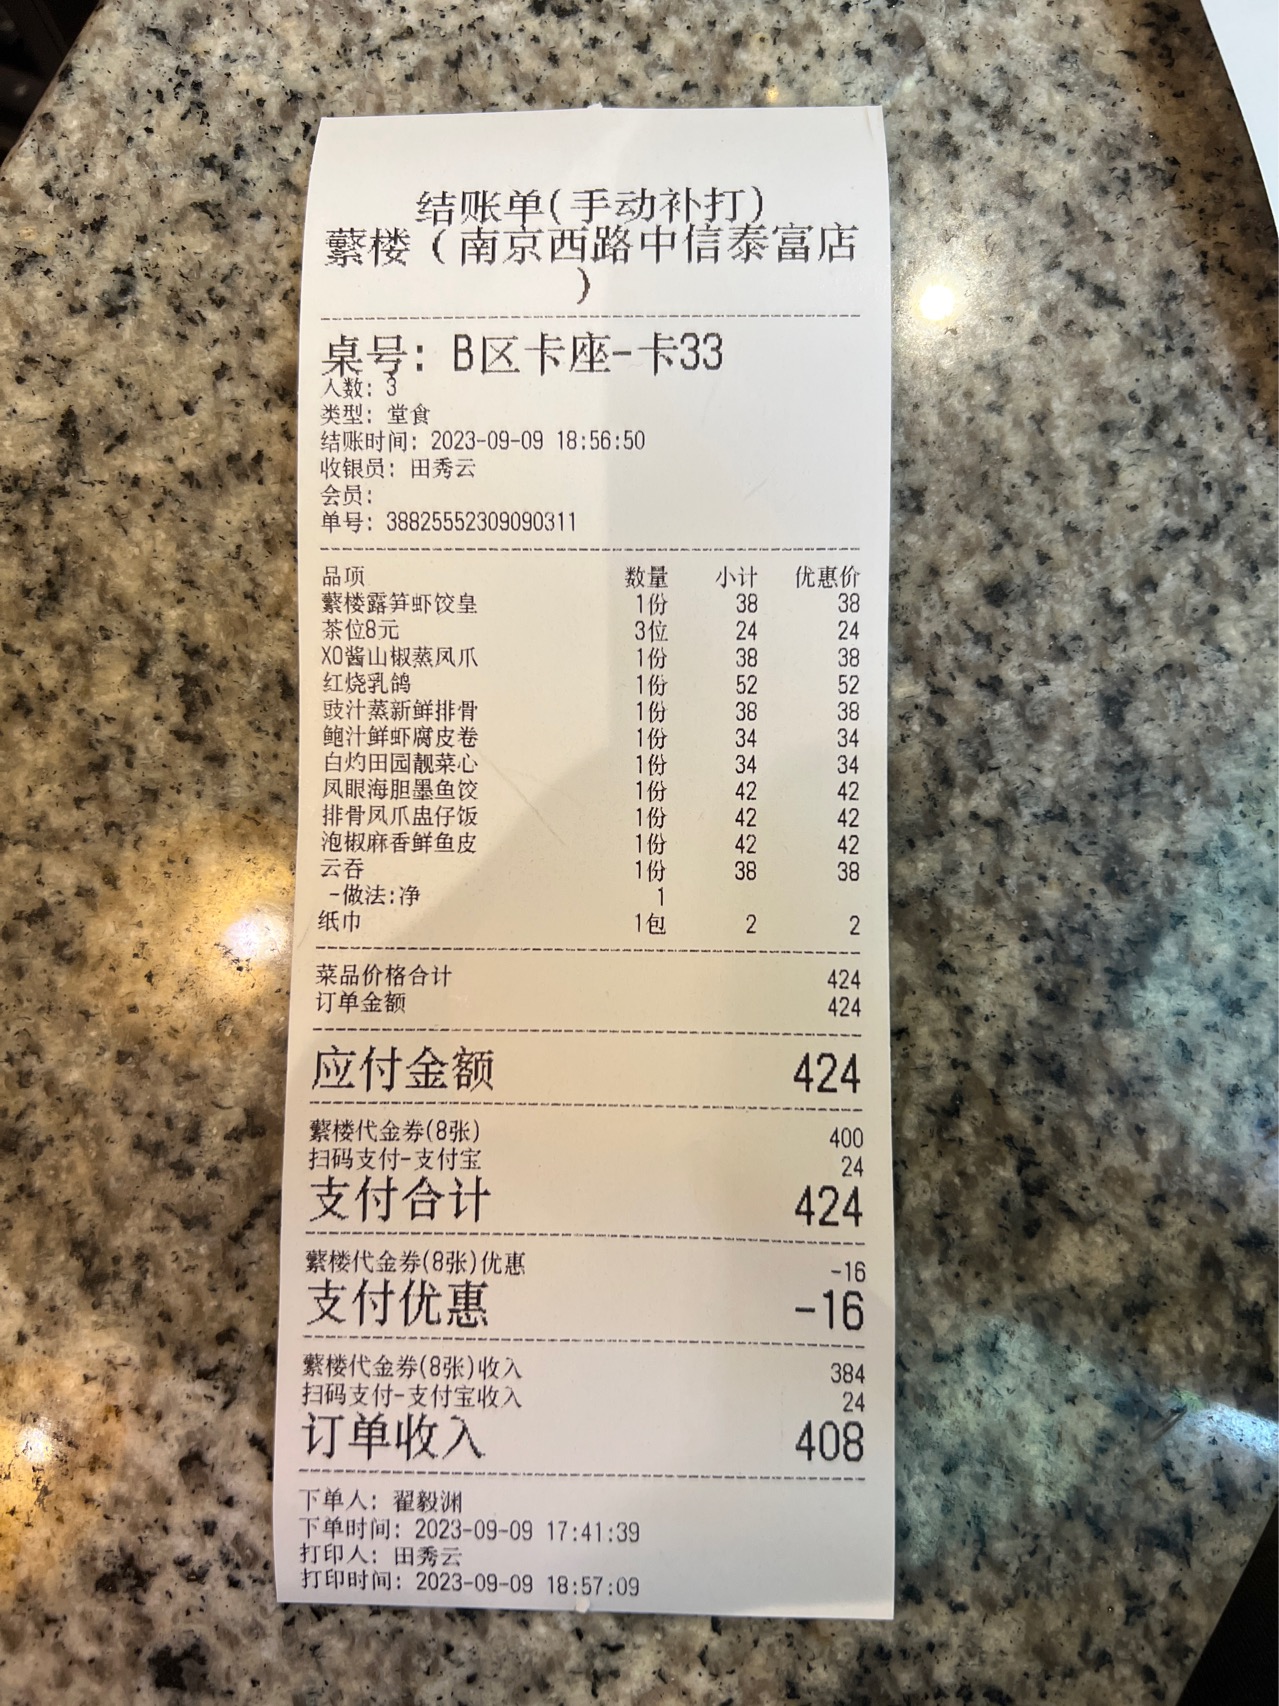 结账单(手动补打)
蘩楼（南京西路中信泰富店
）
桌号: B区卡座-卡33
人数: 3
类型: 堂食
结账时间: 2023-09-09 18:56:50
收银员: 田秀云
会员:
单号: 38825552309090311
品项 数量 小计 优惠价
蘩楼露笋虾饺皇 1份 38 38
茶位8元 3位 24 24
XO酱山椒蒸凤爪 1份 38 38
红烧乳鸽 1份 52 52
豉汁蒸新鲜排骨 1份 38 38
鲍汁鲜虾腐皮卷 1份 34 34
白灼田园靓菜心 1份 34 34
凤眼海胆墨鱼饺 1份 42 42
排骨凤爪盅仔饭 1份 42 42
泡椒麻香鲜鱼皮 1份 42 42
云吞 1份 38 38
-做法:净 1
纸巾 1包 2 2
菜品价格合计 424
订单金额 424
应付金额 424
蘩楼代金券(8张) 400
扫码支付-支付宝 24
支付合计 424
蘩楼代金券(8张)优惠 -16
支付优惠 -16
蘩楼代金券(8张)收入 384
扫码支付-支付宝收入 24
订单收入 408
下单人: 翟毅渊
下单时间: 2023-09-09 17:41:39
打印人: 田秀云
打印时间: 2023-09-09 18:57:09